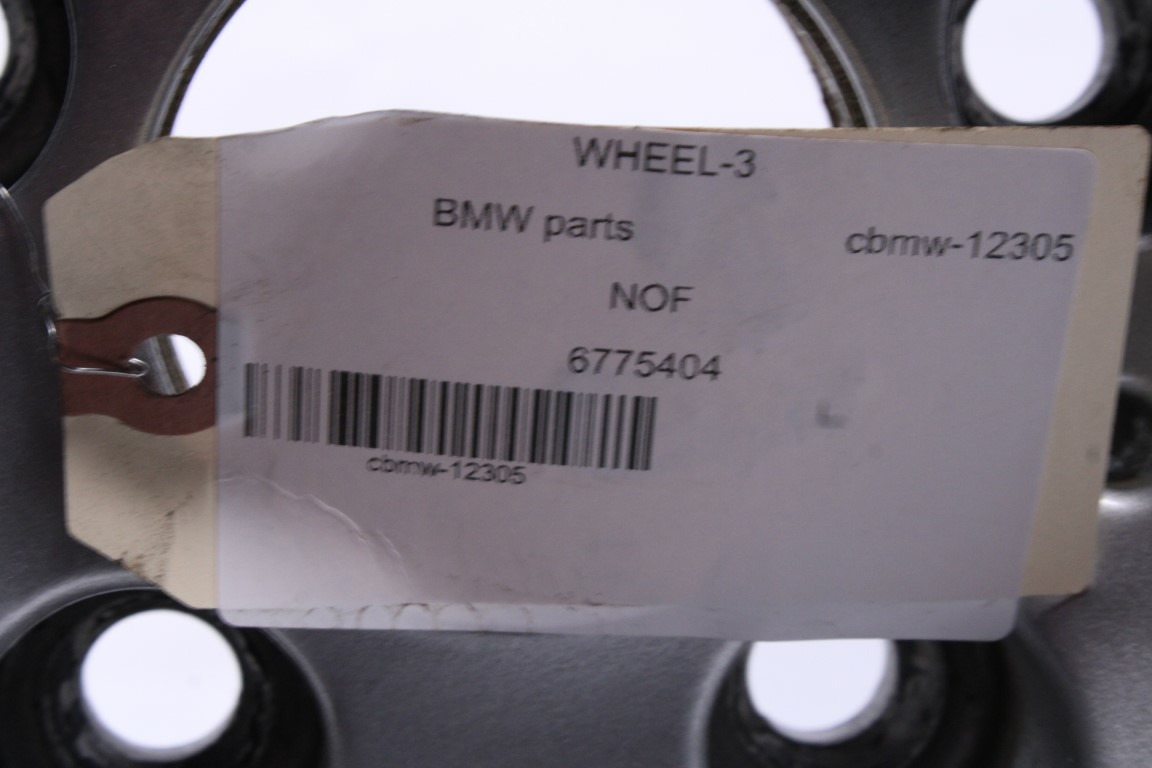 WHEEL-3
BMW parts cbmw-12305
NOF
6775404
cbmw-12305